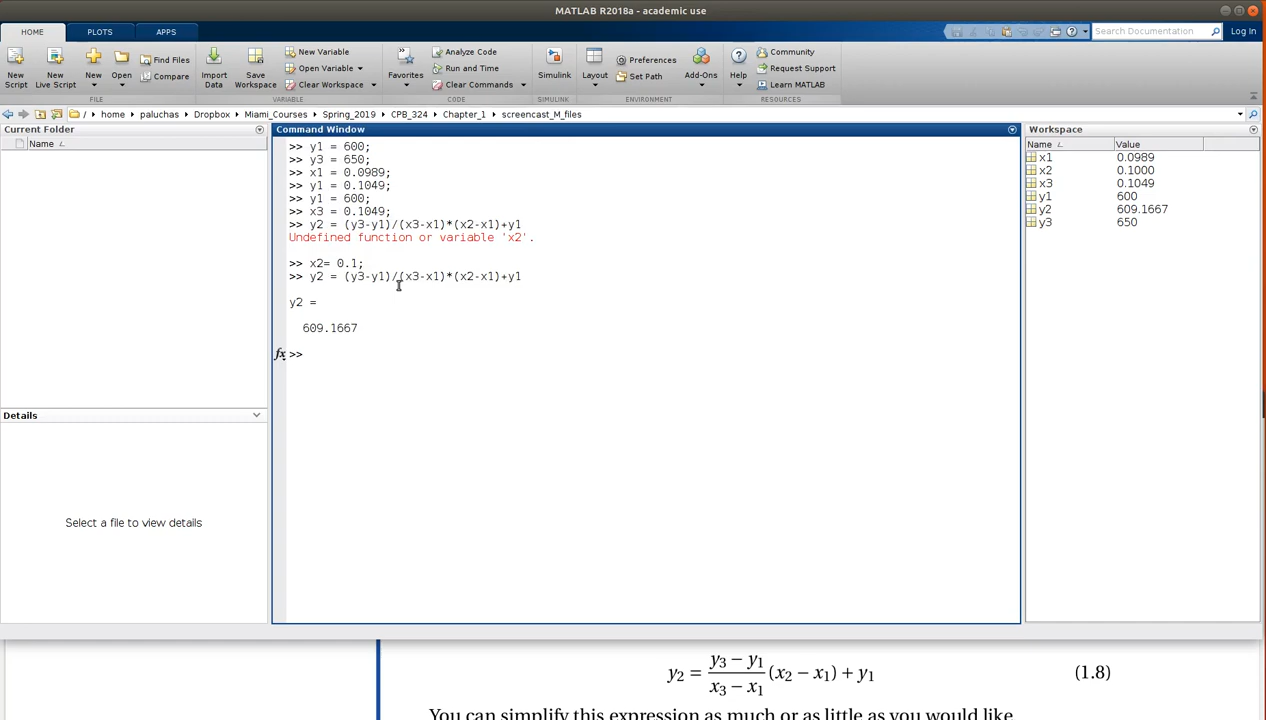 MATLAB R2018a - academic use
HOME PLOTS APPS
Search Documentation Log In
New Script
New Live Script
New
Open
Find Files
Compare
FILE
Import Data
Save Workspace
New Variable
Open Variable
Clear Workspace
VARIABLE
Favorites
Analyze Code
Run and Time
Clear Commands
CODE
Simulink
SIMULINK
Layout
Preferences
Set Path
Add-Ons
ENVIRONMENT
Help
Community
Request Support
Learn MATLAB
RESOURCES
/ home paluchas Dropbox Miami_Courses Spring_2019 CPB_324 Chapter_1 screencast_M_files
Current Folder
Name
Details
Select a file to view details
Command Window
>> y1 = 600;
>> y3 = 650;
>> x1 = 0.0989;
>> y1 = 0.1049;
>> y1 = 600;
>> x3 = 0.1049;
>> y2 = (y3-y1)/(x3-x1)*(x2-x1)+y1
Undefined function or variable 'x2'.
>> x2= 0.1;
>> y2 = (y3-y1)/(x3-x1)*(x2-x1)+y1
y2 =
609.1667
fx >>
Workspace
Name Value
x1 0.0989
x2 0.1000
x3 0.1049
y1 600
y2 609.1667
y3 650
y₂ = (y₃ − y₁)/(x₃ − x₁) (x₂ − x₁) + y₁ (1.8)
You can simplify this expression as much or as little as you would like